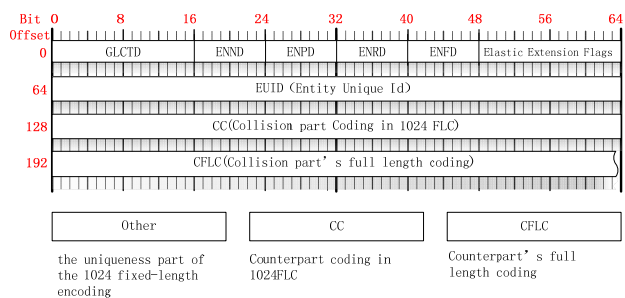 Bit 0 8 16 24 32 40 48 56 64
Offset
0 GLCTD ENND ENPD ENRD ENFD Elastic Extension Flags
64 EUID (Entity Unique Id)
128 CC(Collision part Coding in 1024 FLC)
192 CFLC(Collision part's full length coding)
Other CC CFLC
the uniqueness part of
the 1024 fixed-length
encoding
Counterpart coding in
1024FLC
Counterpart's full
length coding